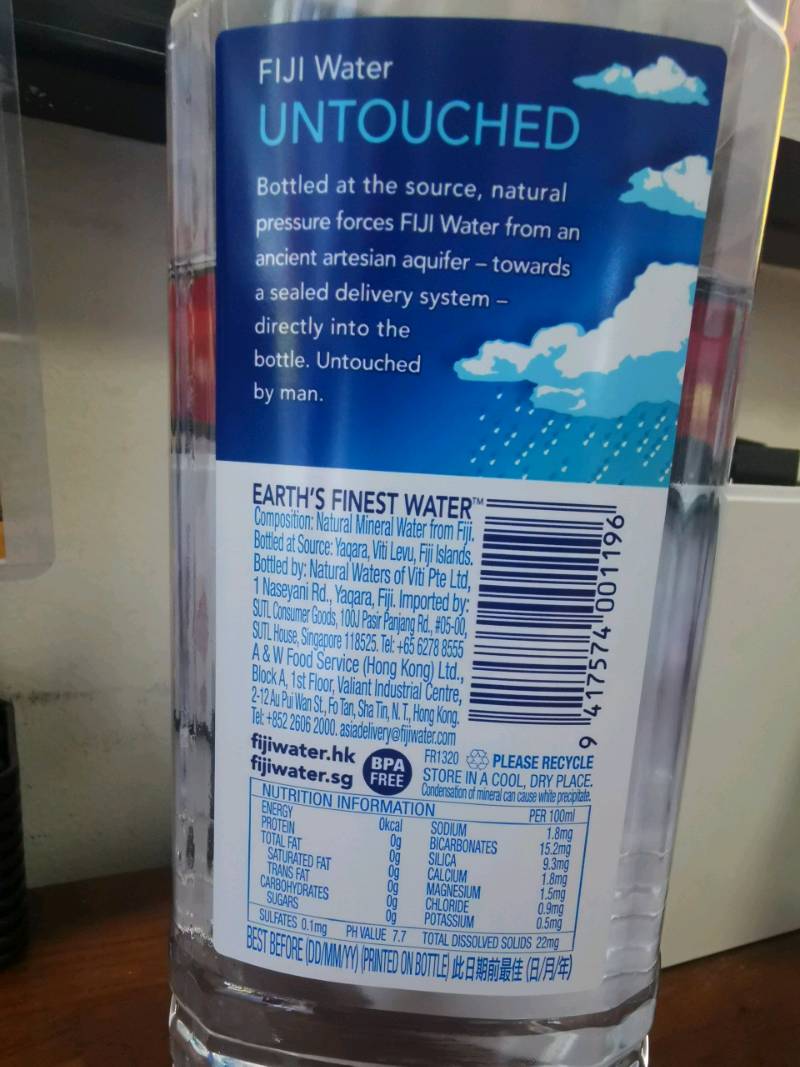 FIJI Water
UNTOUCHED
Bottled at the source, natural
pressure forces FIJI Water from an
ancient artesian aquifer – towards
a sealed delivery system –
directly into the
bottle. Untouched
by man.
EARTH'S FINEST WATER™
Composition: Natural Mineral Water from Fiji.
Bottled at Source: Yaqara, Viti Levu, Fiji Islands.
Bottled by: Natural Waters of Viti Pte Ltd,
1 Naseyani Rd., Yaqara, Fiji. Imported by:
SUTL Consumer Goods, 100J Pasir Panjang Rd., #05-00,
SUTL House, Singapore 118525. Tel: +65 6278 8555
A & W Food Service (Hong Kong) Ltd.,
Block A, 1st Floor, Valiant Industrial Centre,
2-12 Au Pui Wan St., Fo Tan, Sha Tin, N.T., Hong Kong.
Tel: +852 2606 2000. asiadelivery@fijiwater.com
9 417574 001196
fijiwater.hk
fijiwater.sg
BPA
FREE
FR1320 PLEASE RECYCLE
STORE IN A COOL, DRY PLACE.
Condensation of mineral can cause white precipitate.
NUTRITION INFORMATION PER 100ml
ENERGY 0kcal SODIUM 1.8mg
PROTEIN 0g BICARBONATES 15.2mg
TOTAL FAT 0g SILICA 9.3mg
SATURATED FAT 0g CALCIUM 1.8mg
TRANS FAT 0g MAGNESIUM 1.5mg
CARBOHYDRATES 0g CHLORIDE 0.9mg
SUGARS 0g POTASSIUM 0.5mg
SULFATES 0.1mg PH VALUE 7.7 TOTAL DISSOLVED SOLIDS 22mg
BEST BEFORE (DD/MM/YY) (PRINTED ON BOTTLE) 此日期前最佳 (日/月/年)